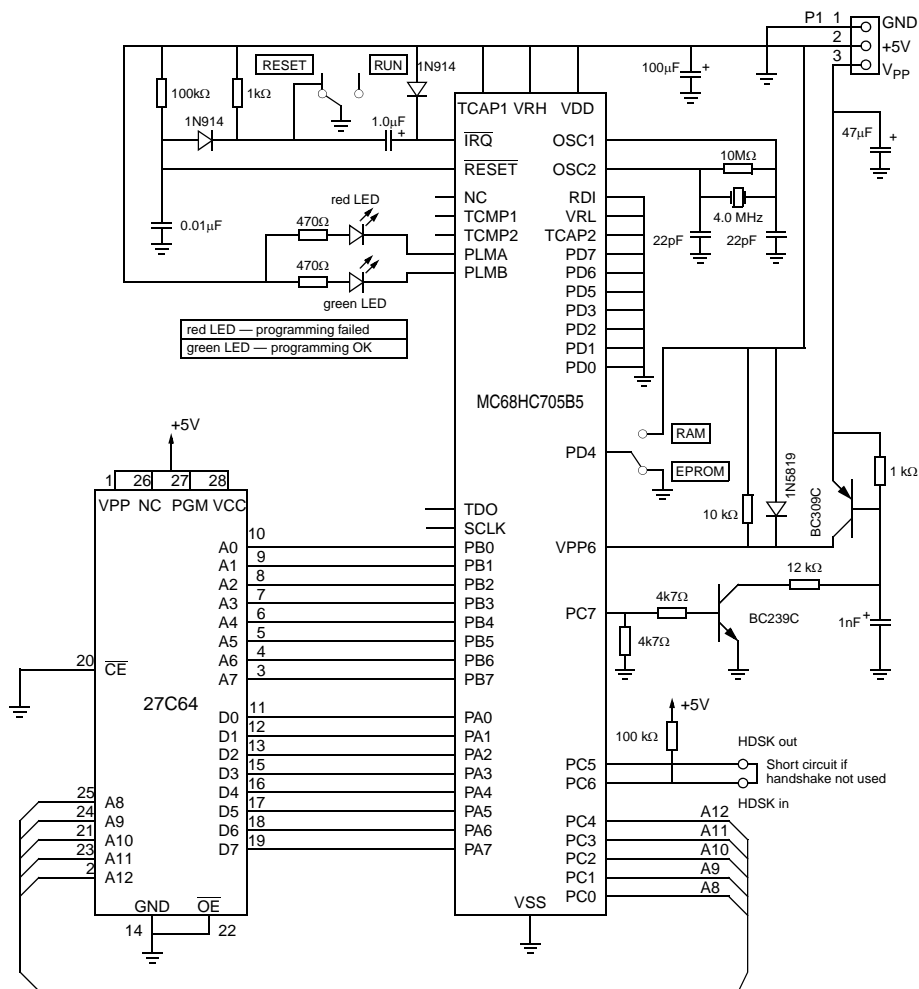 P1 1 GND
2 +5V
3 VPP
RESET RUN 1N914
100µF +
100kΩ 1kΩ
TCAP1 VRH VDD
1N914 1.0µF + 47µF +
IRQ OSC1
10MΩ
RESET OSC2
NC RDI
red LED
4.0 MHz
TCMP1 VRL
0.01µF 470Ω
TCMP2 TCAP2
22pF 22pF
PLMA PD7
470Ω
PLMB PD6
PD5
green LED
PD3
red LED — programming failed
PD2
green LED — programming OK
PD1
PD0
MC68HC705B5
+5V
RAM
PD4
EPROM
1N5819
1 kΩ
1 26 27 28
VPP NC PGM VCC
10 kΩ
BC309C
TDO
SCLK
A0 10 PB0 VPP6
A1 9 PB1
A2 8 PB2
12 kΩ
A3 7 PB3
4k7Ω
A4 6 PB4 PC7
BC239C
1nF +
A5 5 PB5
4k7Ω
A6 4 PB6
20 CE
A7 3 PB7
27C64
+5V
D0 11 PA0
D1 12 PA1
100 kΩ
HDSK out
D2 13 PA2
D3 15 PA3 PC5
Short circuit if
handshake not used
D4 16 PA4 PC6
25 A8
D5 17 PA5
HDSK in
24 A9
D6 18 PA6 PC4 A12
21 A10
D7 19 PA7 PC3 A11
23 A11
PC2 A10
2 A12
PC1 A9
PC0 A8
GND OE
VSS
14 22